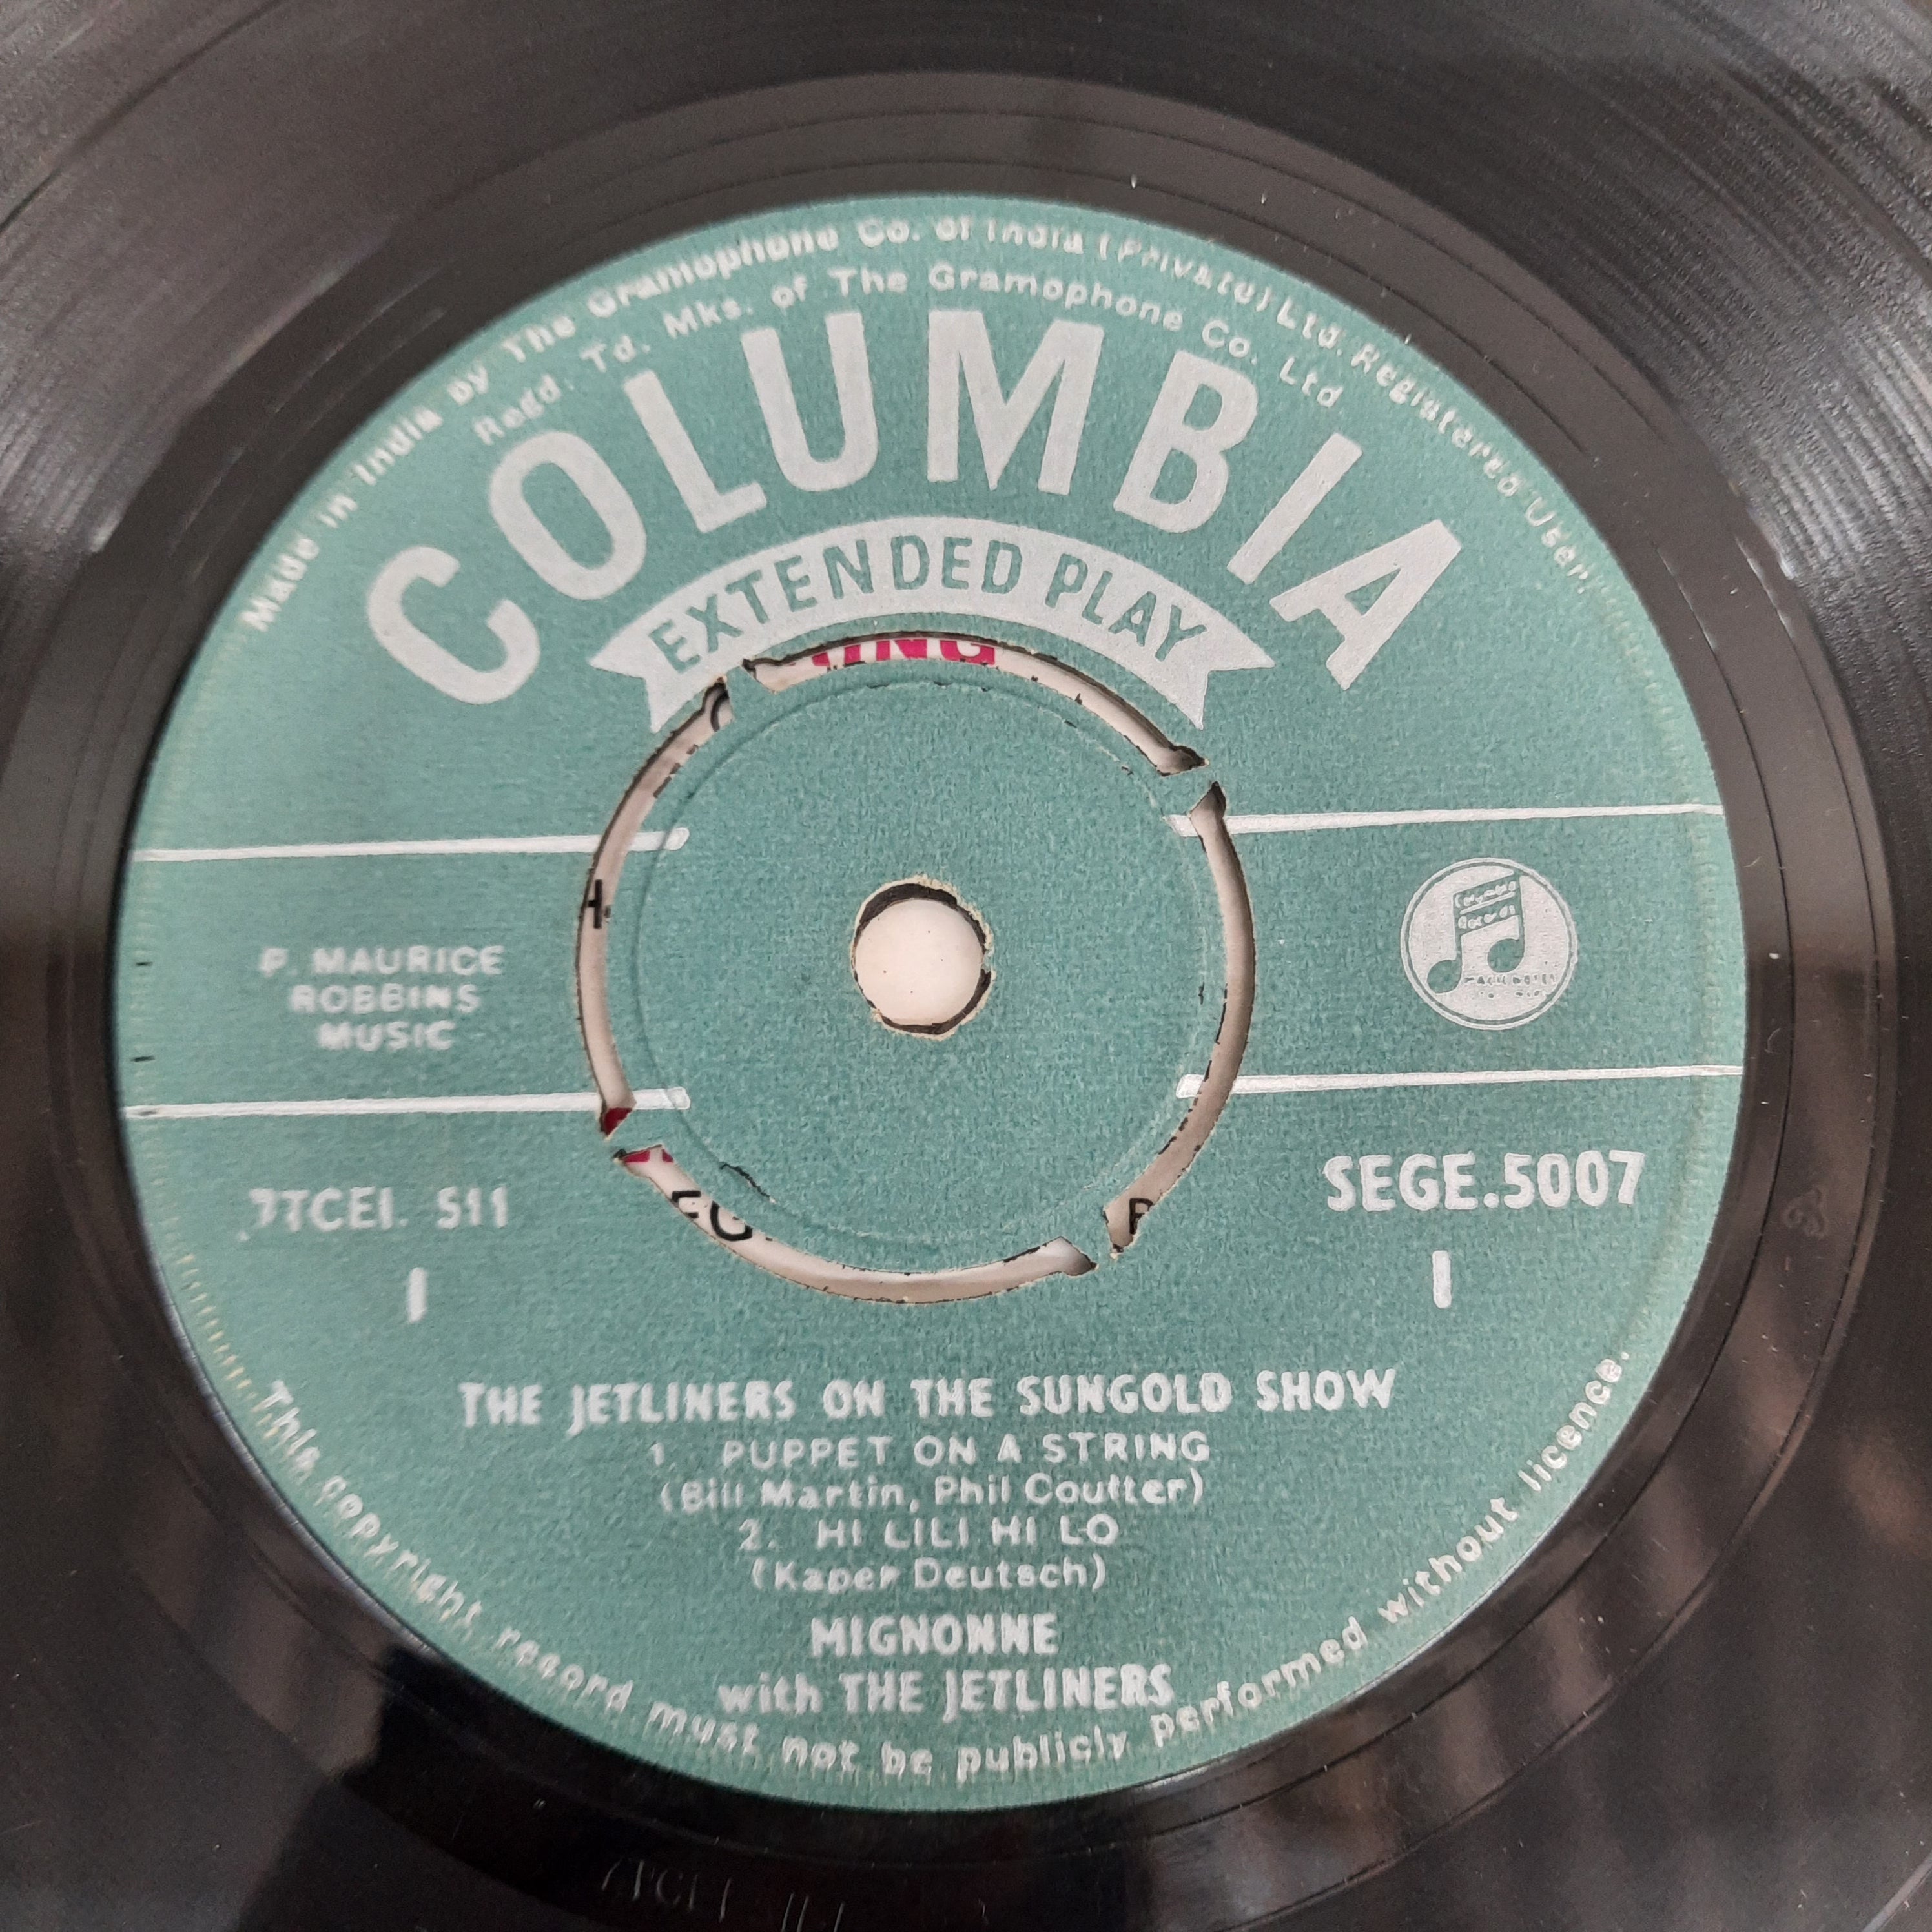 Made in India by The Gramophone Co. of India (Private) Ltd. Registered User
Regd. Td. Mks. of The Gramophone Co. Ltd
COLUMBIA
EXTENDED PLAY
P. MAURICE
ROBBINS
MUSIC
Columbia
Records
7TCEI. 511
SEGE.5007
1
1
THE JETLINERS ON THE SUNGOLD SHOW
1. PUPPET ON A STRING
(Bill Martin, Phil Coulter)
2. HI LILI HI LO
(Kaper Deutsch)
MIGNONNE
with THE JETLINERS
This copyright record must not be publicly performed without licence.